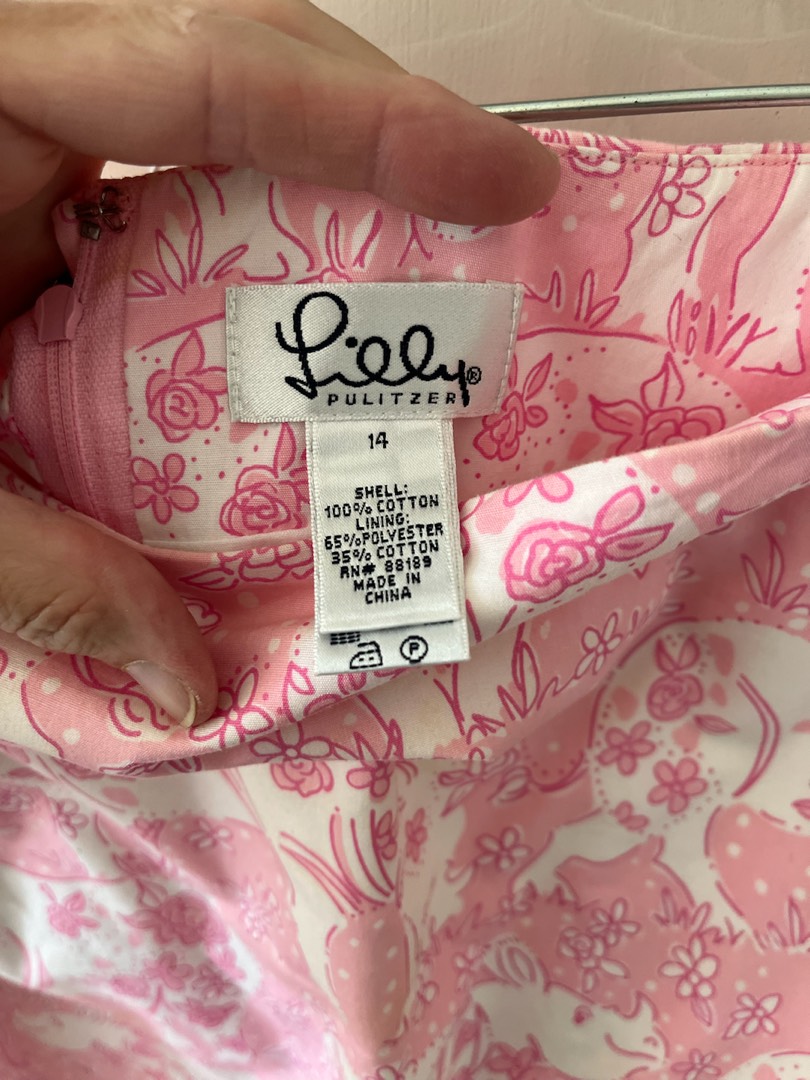 Lilly®
PULITZER
14
SHELL:
100% COTTON
LINING:
65% POLYESTER
35% COTTON
RN# 88189
MADE IN
CHINA
P